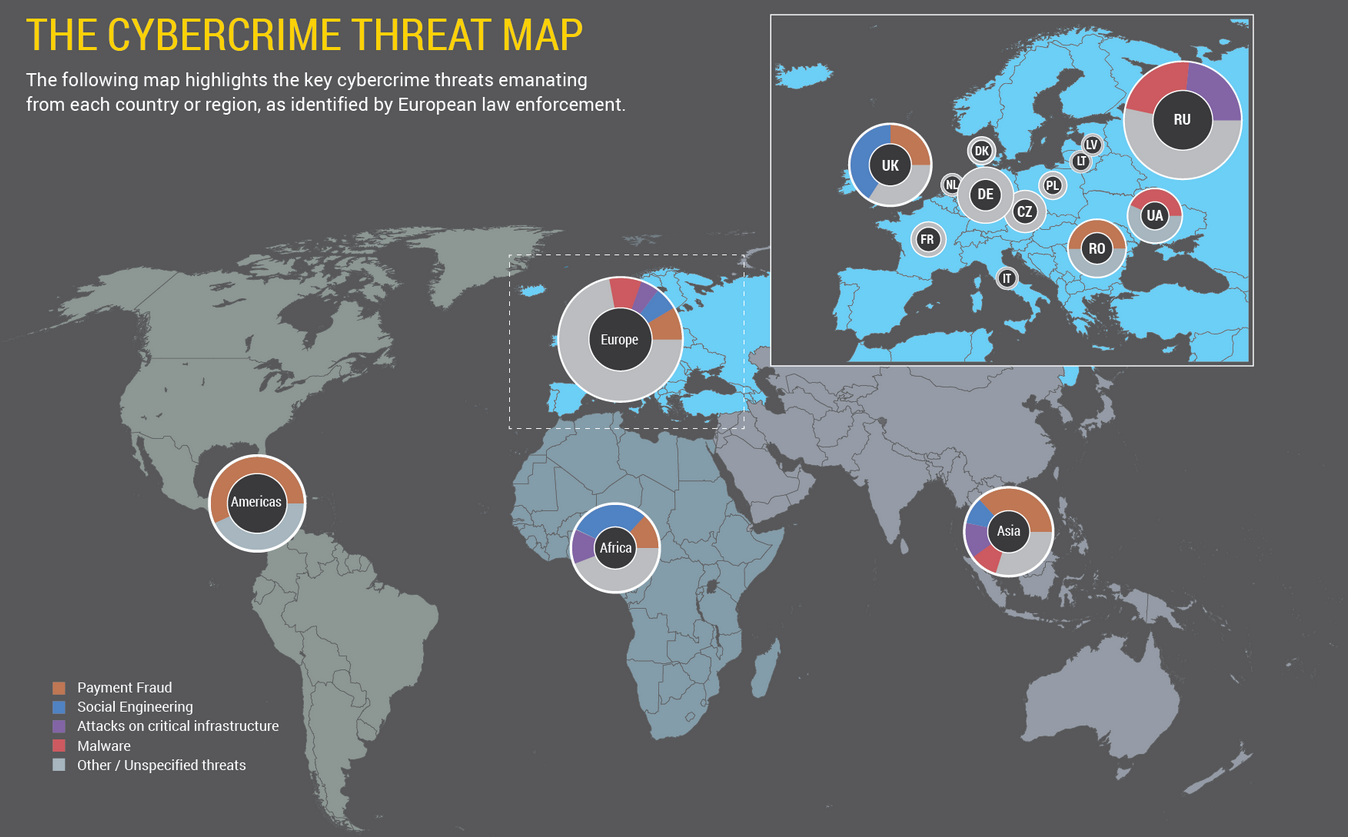 THE CYBERCRIME THREAT MAP
The following map highlights the key cybercrime threats emanating
from each country or region, as identified by European law enforcement.
RU
UK
DK
LV
LT
NL
DE
PL
CZ
UA
FR
RO
IT
Europe
Americas
Africa
Asia
Payment Fraud
Social Engineering
Attacks on critical infrastructure
Malware
Other / Unspecified threats